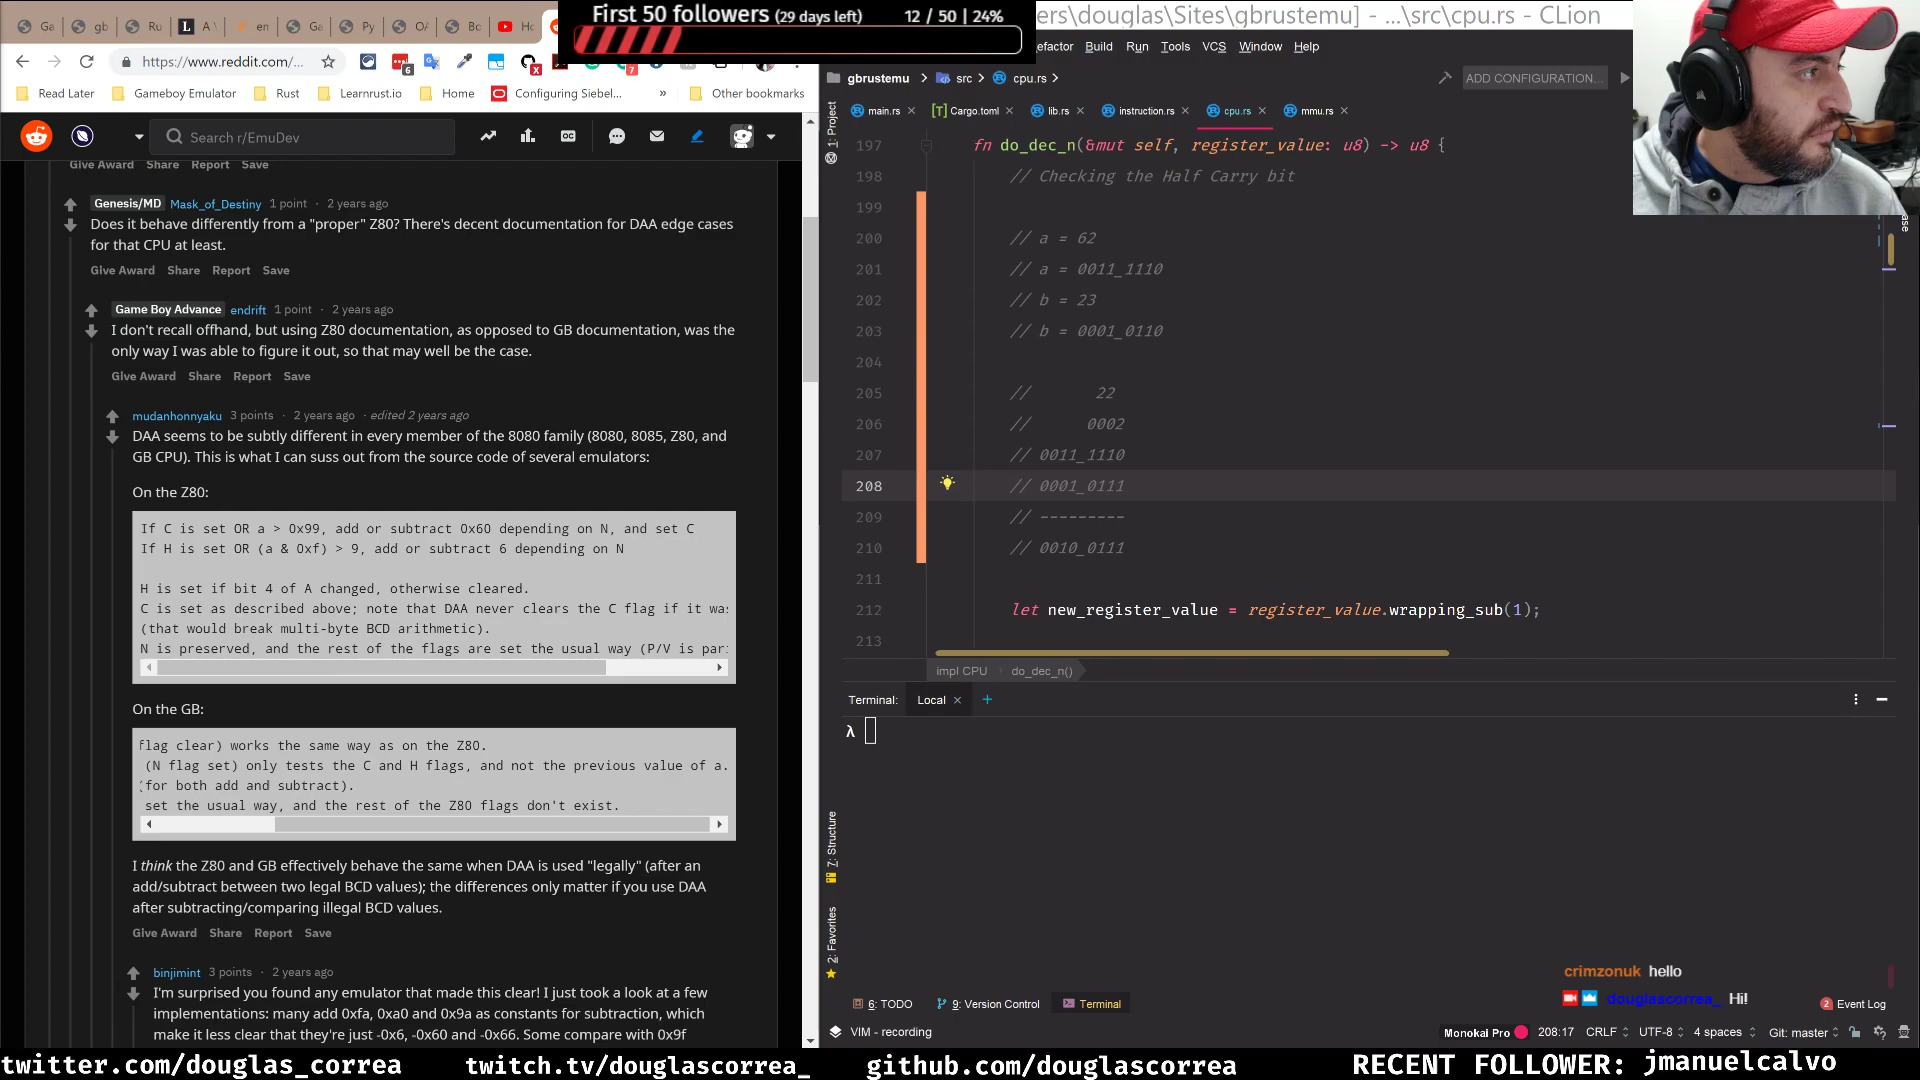 First 50 followers (29 days left) 12 / 50 | 24%
ers\douglas\Sites\gbrustemu] - ...\src\cpu.rs - CLion
Ga
gb
Ru
A
en
Ga
Py
Bo
Ho
https://www.reddit.com/...
6
x
7
efactor Build Run Tools VCS Window Help
Read Later Gameboy Emulator Rust Learnrust.io Home Configuring Siebel... » Other bookmarks
gbrustemu src cpu.rs
ADD CONFIGURATION...
main.rs Cargo.toml lib.rs instruction.rs cpu.rs mmu.rs
Search r/EmuDev
Give Award Share Report Save
Genesis/MD Mask_of_Destiny 1 point · 2 years ago
Does it behave differently from a "proper" Z80? There's decent documentation for DAA edge cases
for that CPU at least.
Give Award Share Report Save
Game Boy Advance endrift 1 point · 2 years ago
I don't recall offhand, but using Z80 documentation, as opposed to GB documentation, was the
only way I was able to figure it out, so that may well be the case.
Give Award Share Report Save
mudanhonnyaku 3 points · 2 years ago · edited 2 years ago
DAA seems to be subtly different in every member of the 8080 family (8080, 8085, Z80, and
GB CPU). This is what I can suss out from the source code of several emulators:
On the Z80:
If C is set OR a > 0x99, add or subtract 0x60 depending on N, and set C
If H is set OR (a & 0xf) > 9, add or subtract 6 depending on N
H is set if bit 4 of A changed, otherwise cleared.
C is set as described above; note that DAA never clears the C flag if it wa
(that would break multi-byte BCD arithmetic).
N is preserved, and the rest of the flags are set the usual way (P/V is par
On the GB:
flag clear) works the same way as on the Z80.
(N flag set) only tests the C and H flags, and not the previous value of a.
(for both add and subtract).
set the usual way, and the rest of the Z80 flags don't exist.
I think the Z80 and GB effectively behave the same when DAA is used "legally" (after an
add/subtract between two legal BCD values); the differences only matter if you use DAA
after subtracting/comparing illegal BCD values.
Give Award Share Report Save
binjimint 3 points · 2 years ago
I'm surprised you found any emulator that made this clear! I just took a look at a few
implementations: many add 0xfa, 0xa0 and 0x9a as constants for subtraction, which
make it less clear that they're just -0x6, -0x60 and -0x66. Some compare with 0x9f
1: Project
197 fn do_dec_n(&mut self, register_value: u8) -> u8 {
198 // Checking the Half Carry bit
199
200 // a = 62
201 // a = 0011_1110
202 // b = 23
203 // b = 0001_0110
204
205 // 22
206 // 0002
207 // 0011_1110
208 // 0001_0111
209 // ---------
210 // 0010_0111
211
212 let new_register_value = register_value.wrapping_sub(1);
213
impl CPU do_dec_n()
Terminal: Local +
λ
7: Structure
2: Favorites
crimzonuk hello
douglascorrea_ Hi!
6: TODO 9: Version Control Terminal
2 Event Log
VIM - recording
Monokai Pro 208:17 CRLF UTF-8 4 spaces Git: master
twitter.com/douglas_correa twitch.tv/douglascorrea_ github.com/douglascorrea RECENT FOLLOWER: jmanuelcalvo